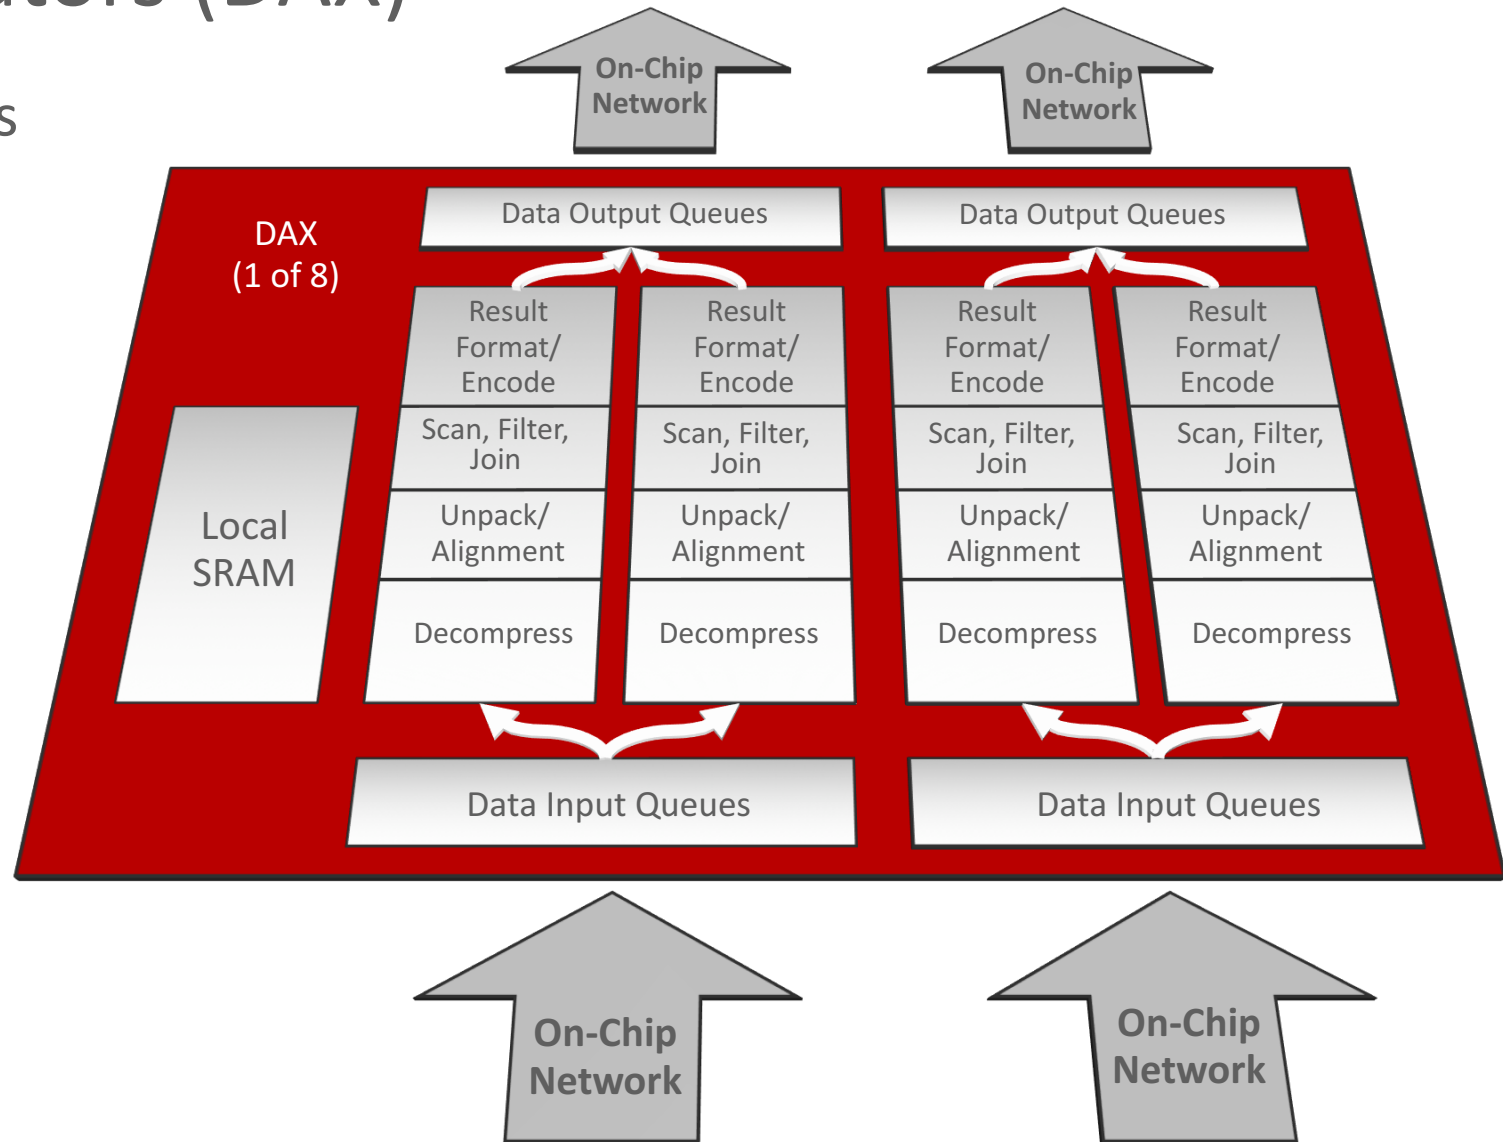 (DAX)
s
On-Chip
Network
On-Chip
Network
DAX
(1 of 8)
Data Output Queues
Data Output Queues
Result
Format/
Encode
Result
Format/
Encode
Result
Format/
Encode
Result
Format/
Encode
Scan, Filter,
Join
Scan, Filter,
Join
Scan, Filter,
Join
Scan, Filter,
Join
Local
SRAM
Unpack/
Alignment
Unpack/
Alignment
Unpack/
Alignment
Unpack/
Alignment
Decompress
Decompress
Decompress
Decompress
Data Input Queues
Data Input Queues
On-Chip
Network
On-Chip
Network